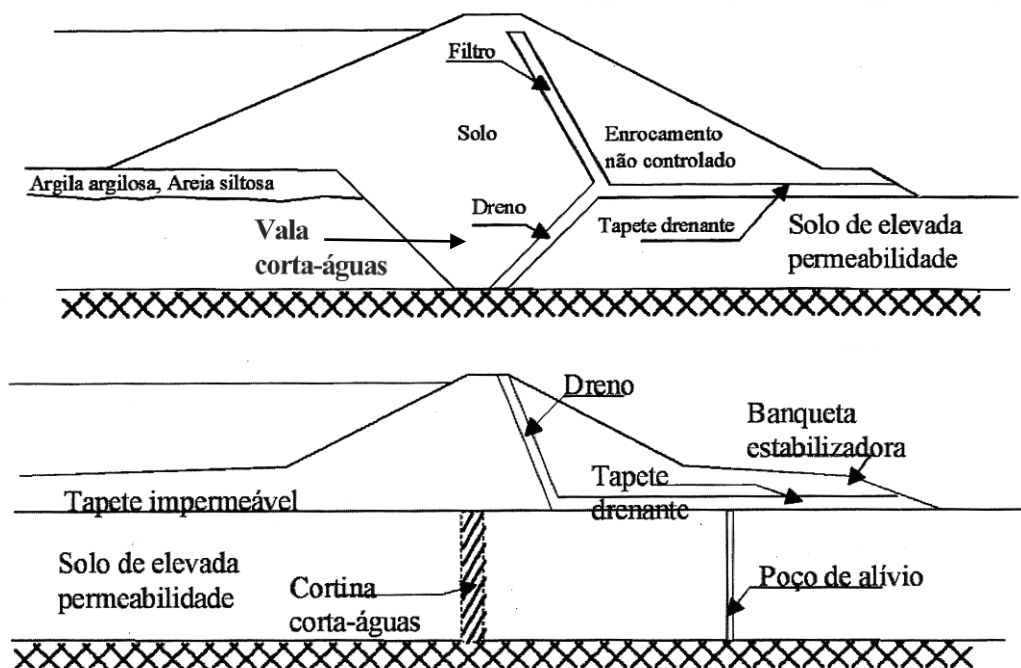 Filtro
Solo
Enrocamento
não controlado
Argila argilosa, Areia siltosa
Dreno
Vala
corta-águas
Tapete drenante
Solo de elevada
permeabilidade
Dreno
Banqueta
estabilizadora
Tapete
drenante
Tapete impermeável
Solo de elevada
permeabilidade
Cortina
corta-águas
Poço de alívio